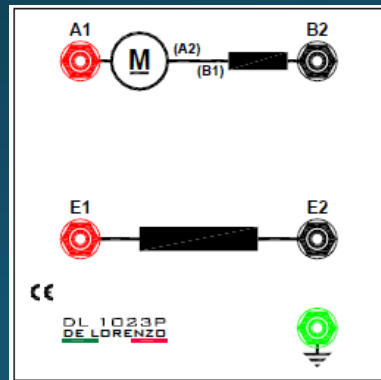 A1
B2
M
(A2)
(B1)
E1
E2
CE
DL 1023P
DE LORENZO